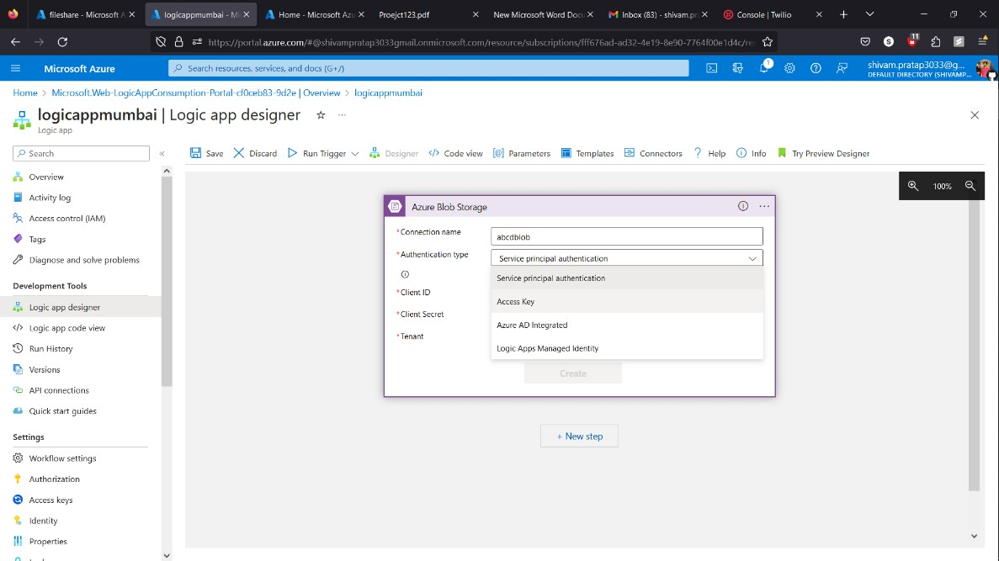 fileshare - Microsoft A
logicappmumbai - Mi
Home - Microsoft Azu
Proejct123.pdf
New Microsoft Word Docu
Inbox (83) - shivam.pr
Console | Twilio
https://portal.azure.com/#@shivampratap3033gmail.onmicrosoft.com/resource/subscriptions/fff676ad-ad32-4e19-8e90-7764f00e1d4c/re
S
11
Microsoft Azure
Search resources, services, and docs (G+/)
1
shivam.pratap3033@g...
DEFAULT DIRECTORY (SHIVAMP...
Home > Microsoft.Web-LogicAppConsumption-Portal-cf0ceb83-9d2e | Overview > logicappmumbai
logicappmumbai | Logic app designer
Logic app
Search
Save
Discard
Run Trigger
Designer
Code view
Parameters
Templates
Connectors
Help
Info
Try Preview Designer
Overview
Activity log
Access control (IAM)
Tags
Diagnose and solve problems
Development Tools
Logic app designer
Logic app code view
Run History
Versions
API connections
Quick start guides
Settings
Workflow settings
Authorization
Access keys
Identity
Properties
100%
Azure Blob Storage
*Connection name
abcdblob
*Authentication type
Service principal authentication
Service principal authentication
*Client ID
Access Key
*Client Secret
Azure AD Integrated
*Tenant
Logic Apps Managed Identity
Create
+ New step